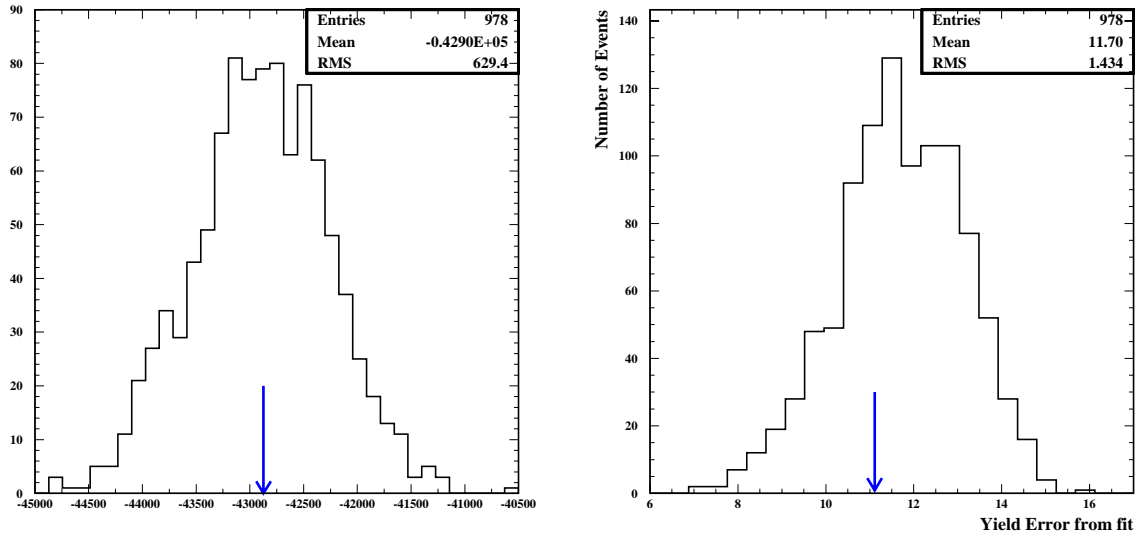 Entries 978
Mean -0.4290E+05
RMS 629.4
90
80
70
60
50
40
30
20
10
0
-45000 -44500 -44000 -43500 -43000 -42500 -42000 -41500 -41000 -40500
Entries 978
Mean 11.70
RMS 1.434
Number of Events
140
120
100
80
60
40
20
0
6 8 10 12 14 16
Yield Error from fit